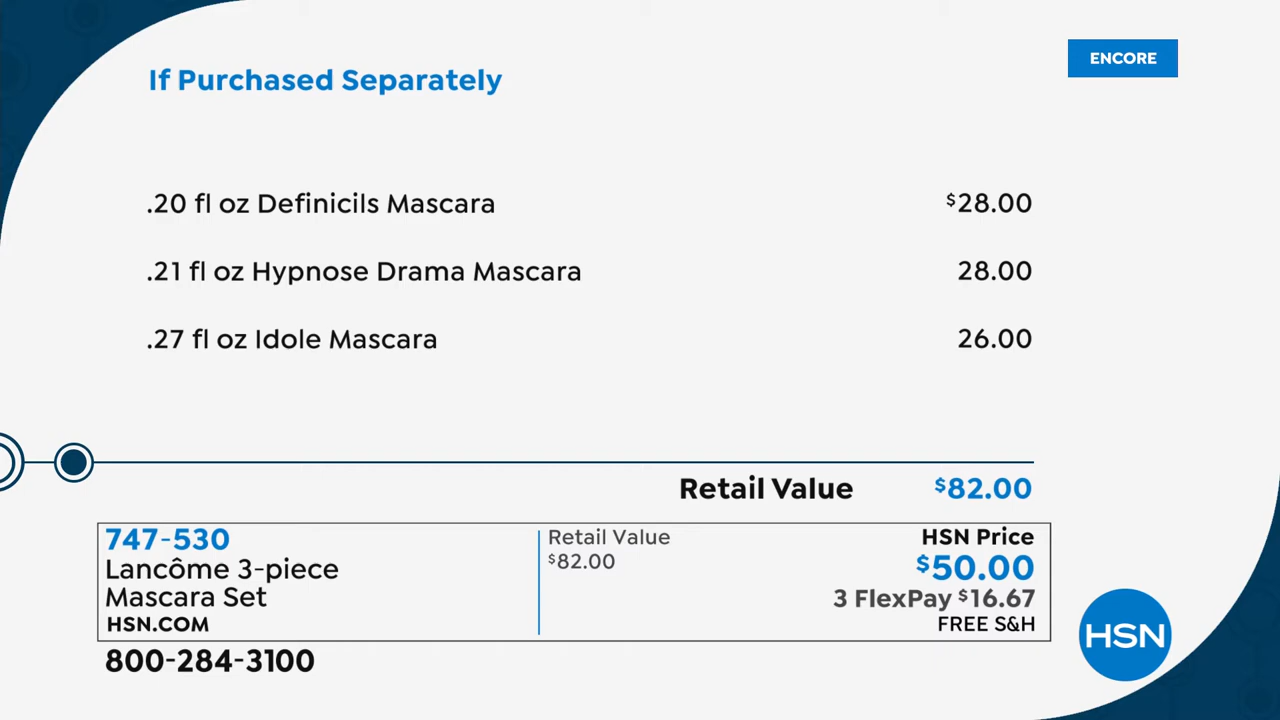 If Purchased Separately
ENCORE
.20 fl oz Definicils Mascara $28.00
.21 fl oz Hypnose Drama Mascara 28.00
.27 fl oz Idole Mascara 26.00
Retail Value $82.00
747-530
Lancôme 3-piece
Mascara Set
HSN.COM
Retail Value
$82.00
HSN Price
$50.00
3 FlexPay $16.67
FREE S&H
800-284-3100
HSN